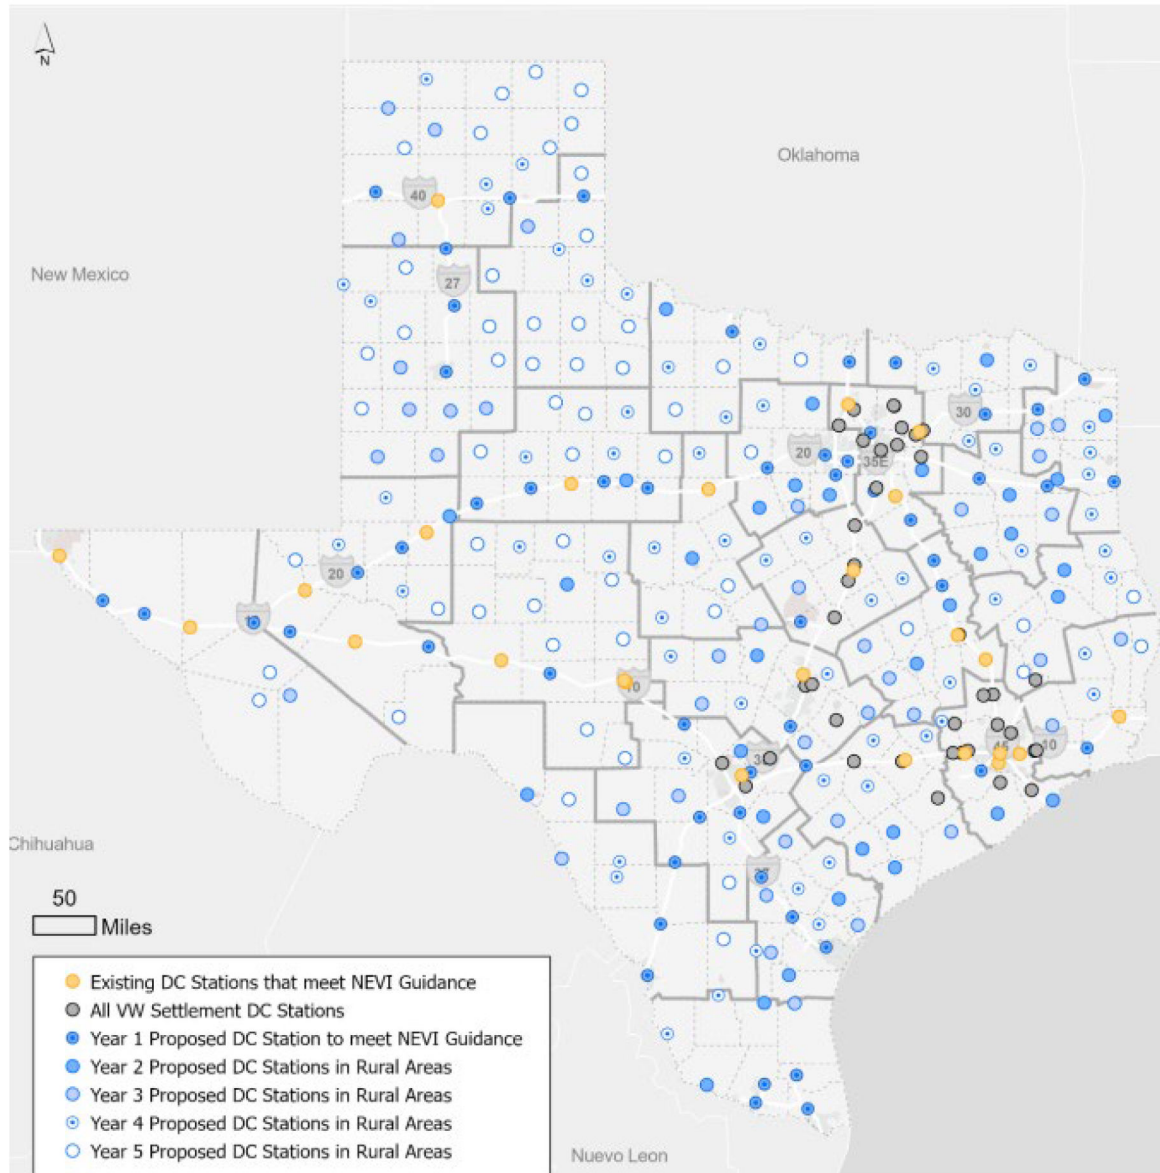 N
Oklahoma
40
New Mexico
27
30
20
35E
20
10
10
35
45
10
Chihuahua
37
50
Miles
Existing DC Stations that meet NEVI Guidance
All VW Settlement DC Stations
Year 1 Proposed DC Station to meet NEVI Guidance
Year 2 Proposed DC Stations in Rural Areas
Year 3 Proposed DC Stations in Rural Areas
Year 4 Proposed DC Stations in Rural Areas
Year 5 Proposed DC Stations in Rural Areas
Nuevo Leon